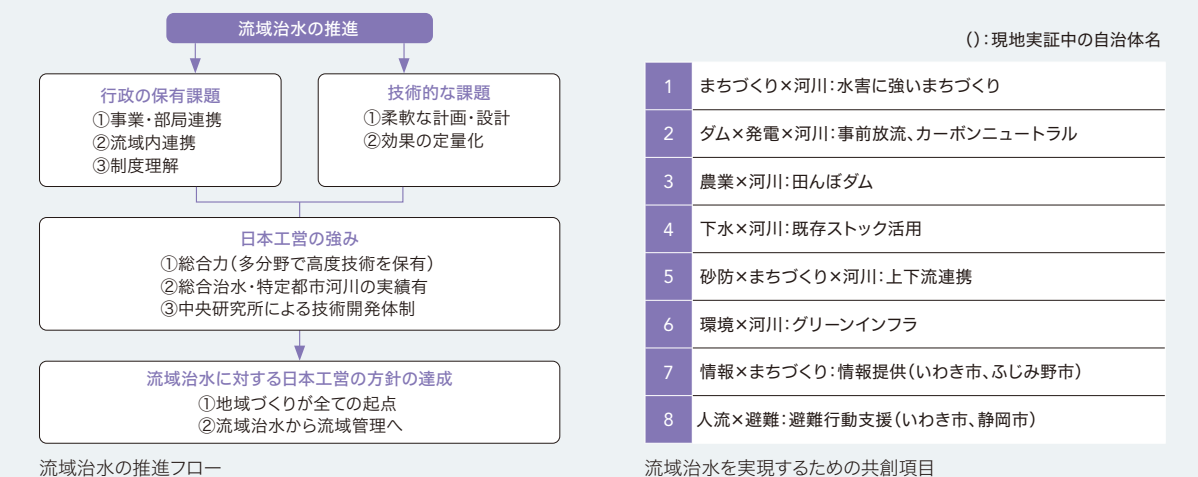 流域治水の推進
行政の保有課題
①事業・部局連携
②流域内連携
③制度理解
技術的な課題
①柔軟な計画・設計
②効果の定量化
日本工営の強み
①総合力（多分野で高度技術を保有）
②総合治水・特定都市河川の実績有
③中央研究所による技術開発体制
流域治水に対する日本工営の方針の達成
①地域づくりが全ての起点
②流域治水から流域管理へ
流域治水の推進フロー
（）：現地実証中の自治体名
1 まちづくり×河川：水害に強いまちづくり
2 ダム×発電×河川：事前放流、カーボンニュートラル
3 農業×河川：田んぼダム
4 下水×河川：既存ストック活用
5 砂防×まちづくり×河川：上下流連携
6 環境×河川：グリーンインフラ
7 情報×まちづくり：情報提供（いわき市、ふじみ野市）
8 人流×避難：避難行動支援（いわき市、静岡市）
流域治水を実現するための共創項目